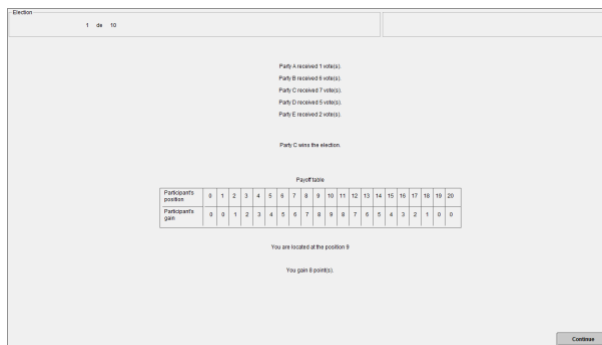 Election
1 de 10
Party A received 1 vote(s).
Party B received 6 vote(s).
Party C received 7 vote(s).
Party D received 5 vote(s).
Party E received 2 vote(s).
Party C wins the election.
Payoff table
Participant's position 0 1 2 3 4 5 6 7 8 9 10 11 12 13 14 15 16 17 18 19 20
Participant's gain 0 0 1 2 3 4 5 6 7 8 9 8 7 6 5 4 3 2 1 0 0
You are located at the position 9
You gain 8 point(s).
Continue